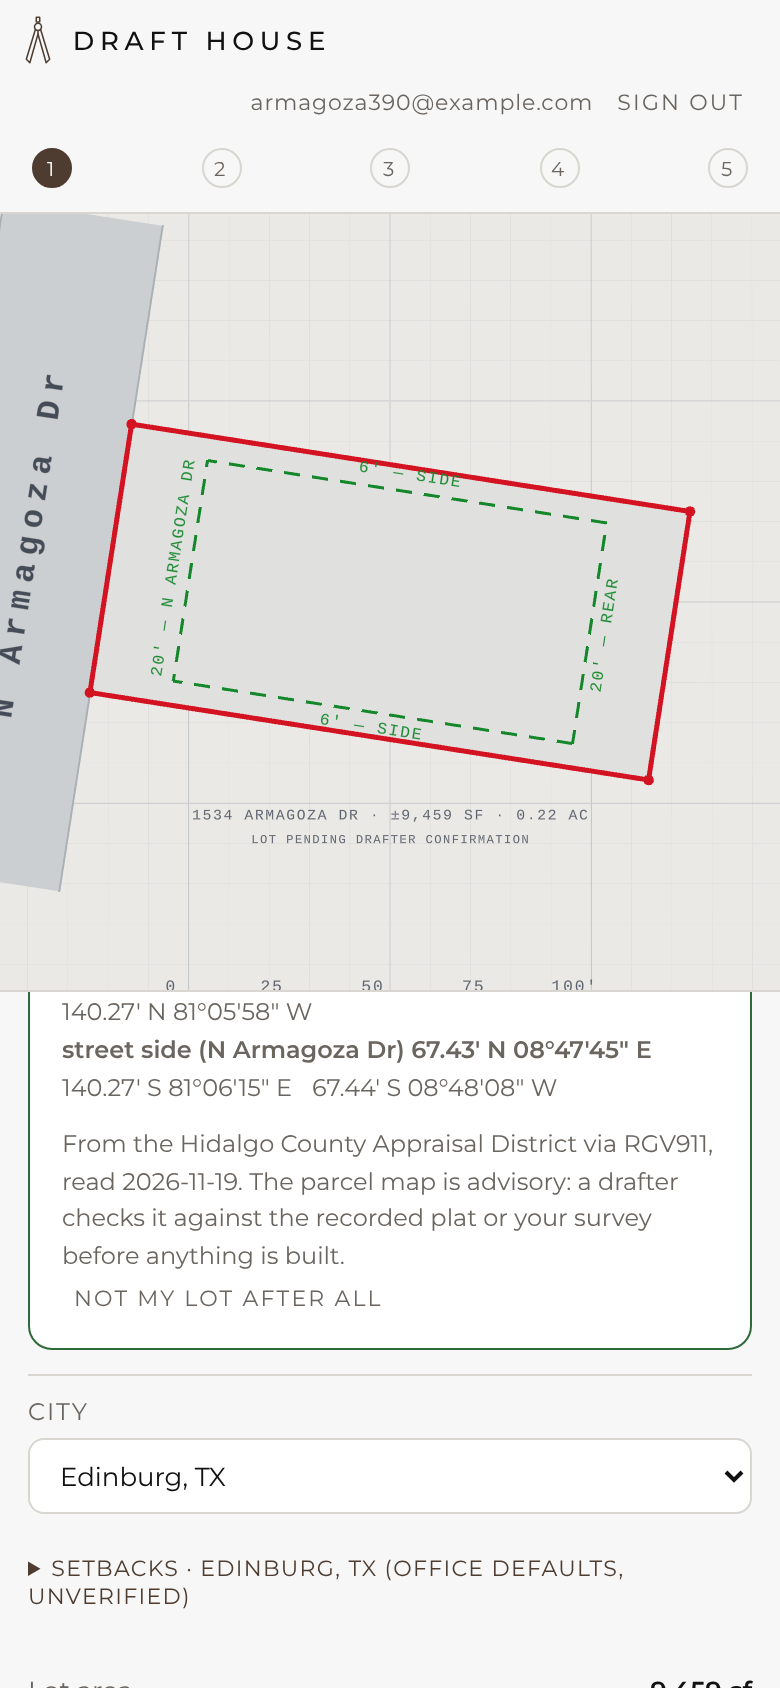 DRAFT HOUSE
armagoza390@example.com SIGN OUT
1 2 3 4 5
N Armagoza Dr
6' — SIDE
20' — N ARMAGOZA DR
20' — REAR
6' — SIDE
1534 ARMAGOZA DR · ±9,459 SF · 0.22 AC
LOT PENDING DRAFTER CONFIRMATION
0 25 50 75 100'
140.27' N 81°05'58" W
street side (N Armagoza Dr) 67.43' N 08°47'45" E
140.27' S 81°06'15" E 67.44' S 08°48'08" W
From the Hidalgo County Appraisal District via RGV911,
read 2026-11-19. The parcel map is advisory: a drafter
checks it against the recorded plat or your survey
before anything is built.
NOT MY LOT AFTER ALL
CITY
Edinburg, TX
SETBACKS · EDINBURG, TX (OFFICE DEFAULTS,
UNVERIFIED)
Lot area 9,459 sf